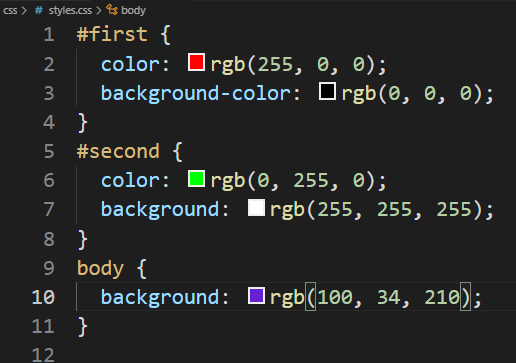 css > # styles.css > body
1 #first {
2 color: rgb(255, 0, 0);
3 background-color: rgb(0, 0, 0);
4 }
5 #second {
6 color: rgb(0, 255, 0);
7 background: rgb(255, 255, 255);
8 }
9 body {
10 background: rgb(100, 34, 210);
11 }
12